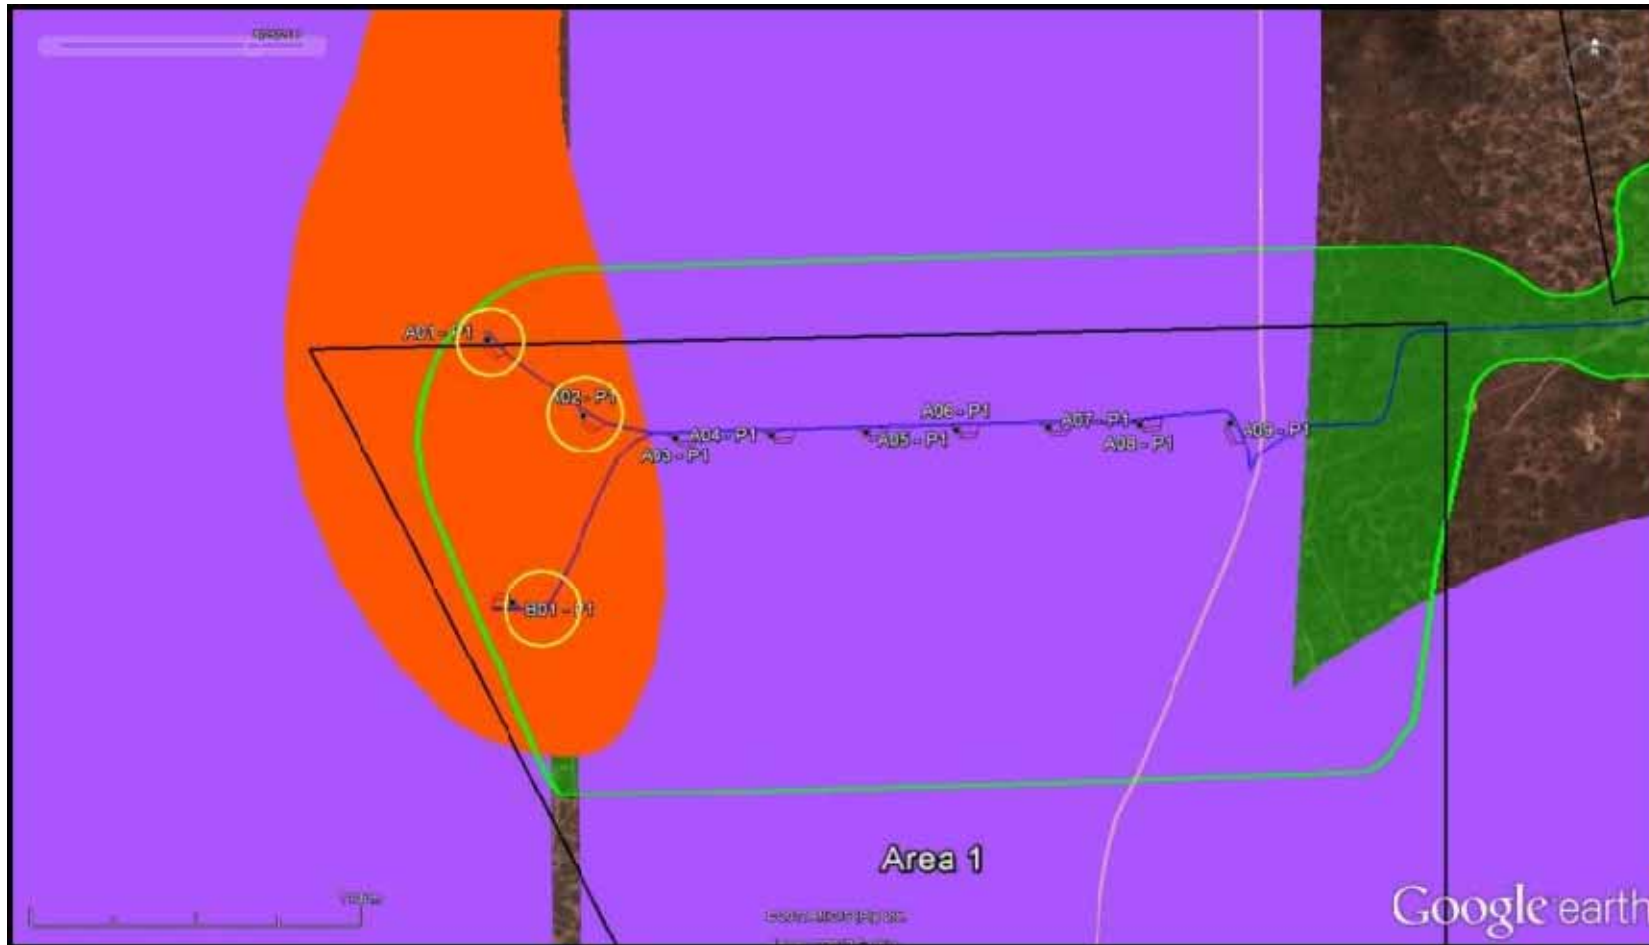 A01 - P1
A02 - P1
A06 - P1
A07 - P1
A04 - P1
A05 - P1
A08 - P1
A09 - P1
A03 - P1
B01 - P1
Area 1
Google earth